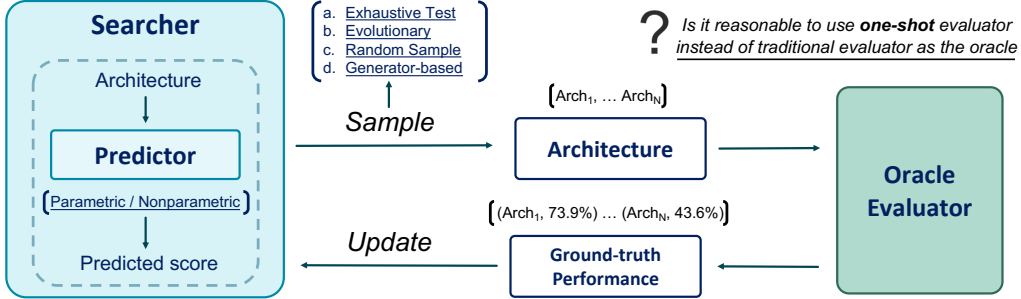 Searcher
Architecture
Predictor
[Parametric / Nonparametric]
Predicted score
a. Exhaustive Test
b. Evolutionary
c. Random Sample
d. Generator-based
Sample
[Arch₁, … Arch_N]
Architecture
?
Is it reasonable to use one-shot evaluator
instead of traditional evaluator as the oracle
Oracle
Evaluator
[(Arch₁, 73.9%) … (Arch_N, 43.6%)]
Ground-truth
Performance
Update